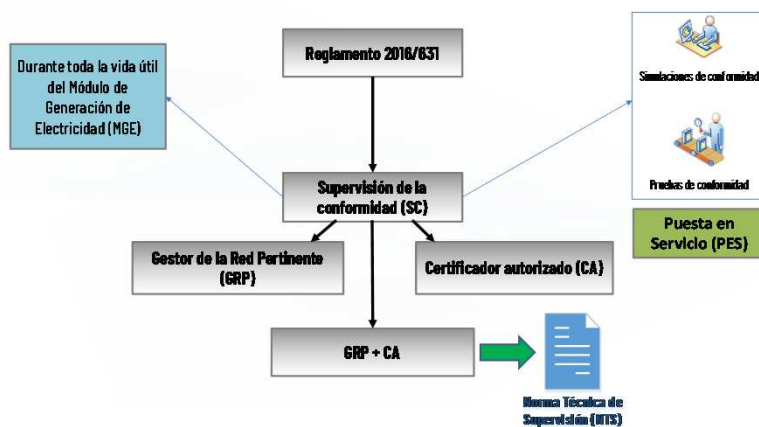 Durante toda la vida útil
del Módulo de
Generación de
Electricidad (MGE)
Reglamento 2016/631
Simulaciones de conformidad
Pruebas de conformidad
Puesta en
Servicio (PES)
Supervisión de la
conformidad (SC)
Gestor de la Red Pertinente
(GRP)
Certificador autorizado (CA)
GRP + CA
Norma Técnica de
Supervisión (NTS)